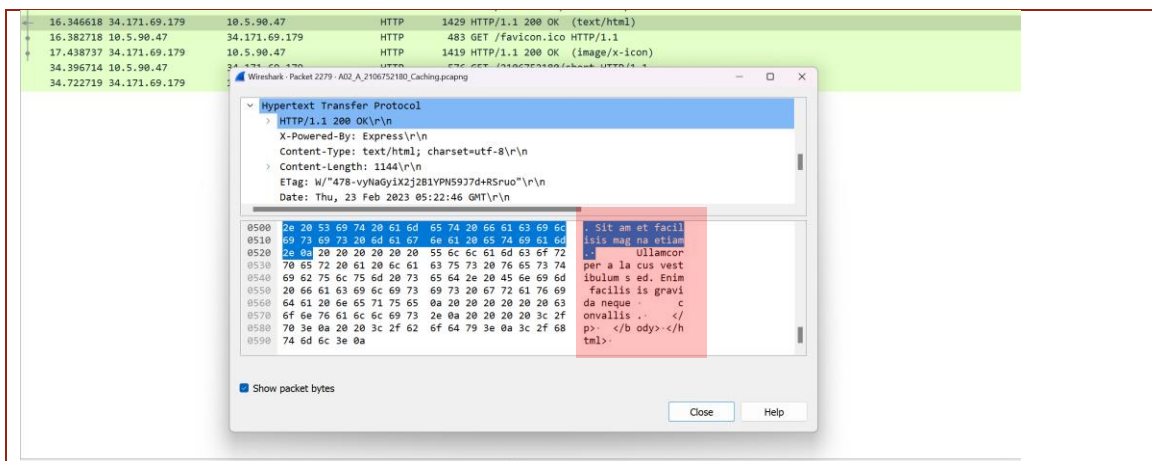 16.346618 34.171.69.179 10.5.90.47 HTTP 1429 HTTP/1.1 200 OK (text/html)
16.382718 10.5.90.47 34.171.69.179 HTTP 483 GET /favicon.ico HTTP/1.1
17.438737 34.171.69.179 10.5.90.47 HTTP 1419 HTTP/1.1 200 OK (image/x-icon)
34.396714 10.5.90.47 34.171.69.179 HTTP 576 GET /2106752180/short HTTP/1.1
34.722719 34.171.69.179
Wireshark · Packet 2279 · A02_A_2106752180_Caching.pcapng
Hypertext Transfer Protocol
HTTP/1.1 200 OK\r\n
X-Powered-By: Express\r\n
Content-Type: text/html; charset=utf-8\r\n
Content-Length: 1144\r\n
ETag: W/"478-vyNaGyiX2j2B1YPN59J7d+RSruo"\r\n
Date: Thu, 23 Feb 2023 05:22:46 GMT\r\n
0500 2e 20 53 69 74 20 61 6d 65 74 20 66 61 63 69 6c . Sit am et facil
0510 69 73 69 73 20 6d 61 67 6e 61 20 65 74 69 61 6d isis mag na etiam
0520 2e 0a 20 20 20 20 20 20 55 6c 6c 61 6d 63 6f 72 .· Ullamcor
0530 70 65 72 20 61 20 6c 61 63 75 73 20 76 65 73 74 per a la cus vest
0540 69 62 75 6c 75 6d 20 73 65 64 2e 20 45 6e 69 6d ibulum s ed. Enim
0550 20 66 61 63 69 6c 69 73 69 73 20 67 72 61 76 69 facilis is gravi
0560 64 61 20 6e 65 71 75 65 0a 20 20 20 20 20 20 63 da neque · c
0570 6f 6e 76 61 6c 6c 69 73 2e 0a 20 20 20 20 3c 2f onvallis .· </
0580 70 3e 0a 20 20 3c 2f 62 6f 64 79 3e 0a 3c 2f 68 p>· </b ody>·</h
0590 74 6d 6c 3e 0a tml>·
Show packet bytes
Close Help